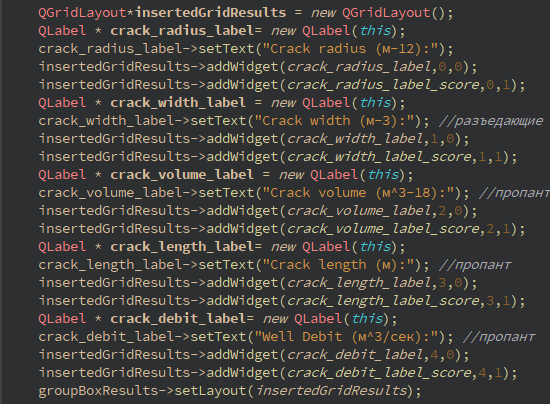 QGridLayout*insertedGridResults = new QGridLayout();
QLabel * crack_radius_label= new QLabel(this);
crack_radius_label->setText("Crack radius (м-12):");
insertedGridResults->addWidget(crack_radius_label,0,0);
insertedGridResults->addWidget(crack_radius_label_score,0,1);
QLabel * crack_width_label = new QLabel(this);
crack_width_label->setText("Crack width (м-3):"); //разъедающие
insertedGridResults->addWidget(crack_width_label,1,0);
insertedGridResults->addWidget(crack_width_label_score,1,1);
QLabel * crack_volume_label = new QLabel(this);
crack_volume_label->setText("Crack volume (м^3-18):"); //пропант
insertedGridResults->addWidget(crack_volume_label,2,0);
insertedGridResults->addWidget(crack_volume_label_score,2,1);
QLabel * crack_length_label= new QLabel(this);
crack_length_label->setText("Crack length (м):"); //пропант
insertedGridResults->addWidget(crack_length_label,3,0);
insertedGridResults->addWidget(crack_length_label_score,3,1);
QLabel * crack_debit_label= new QLabel(this);
crack_debit_label->setText("Well Debit (м^3/сек):"); //пропант
insertedGridResults->addWidget(crack_debit_label,4,0);
insertedGridResults->addWidget(crack_debit_label_score,4,1);
groupBoxResults->setLayout(insertedGridResults);